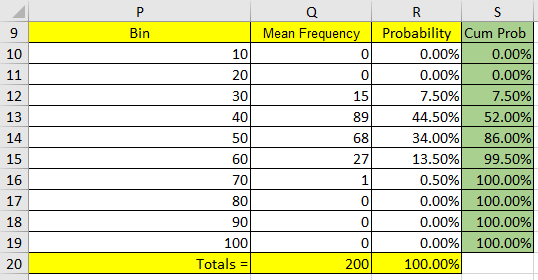 P Q R S
9 Bin Mean Frequency Probability Cum Prob
10 10 0 0.00% 0.00%
11 20 0 0.00% 0.00%
12 30 15 7.50% 7.50%
13 40 89 44.50% 52.00%
14 50 68 34.00% 86.00%
15 60 27 13.50% 99.50%
16 70 1 0.50% 100.00%
17 80 0 0.00% 100.00%
18 90 0 0.00% 100.00%
19 100 0 0.00% 100.00%
20 Totals = 200 100.00%